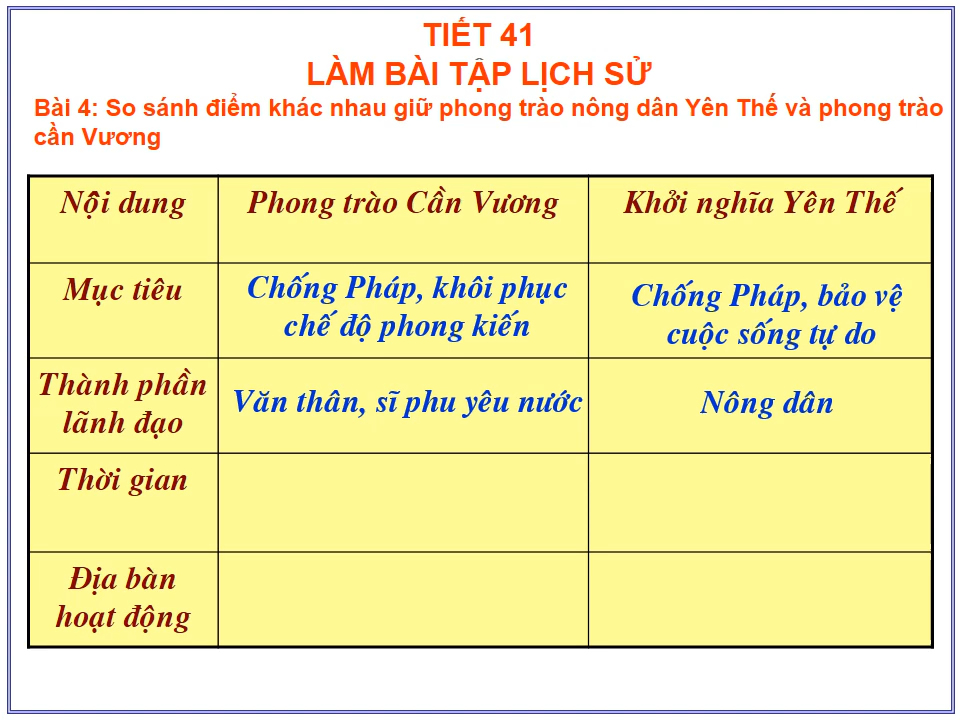 TIẾT 41
LÀM BÀI TẬP LỊCH SỬ
Bài 4: So sánh điểm khác nhau giữ phong trào nông dân Yên Thế và phong trào
cần Vương
Nội dung
Phong trào Cần Vương
Khởi nghĩa Yên Thế
Mục tiêu
Chống Pháp, khôi phục
chế độ phong kiến
Chống Pháp, bảo vệ
cuộc sống tự do
Thành phần
lãnh đạo
Văn thân, sĩ phu yêu nước
Nông dân
Thời gian
Địa bàn
hoạt động